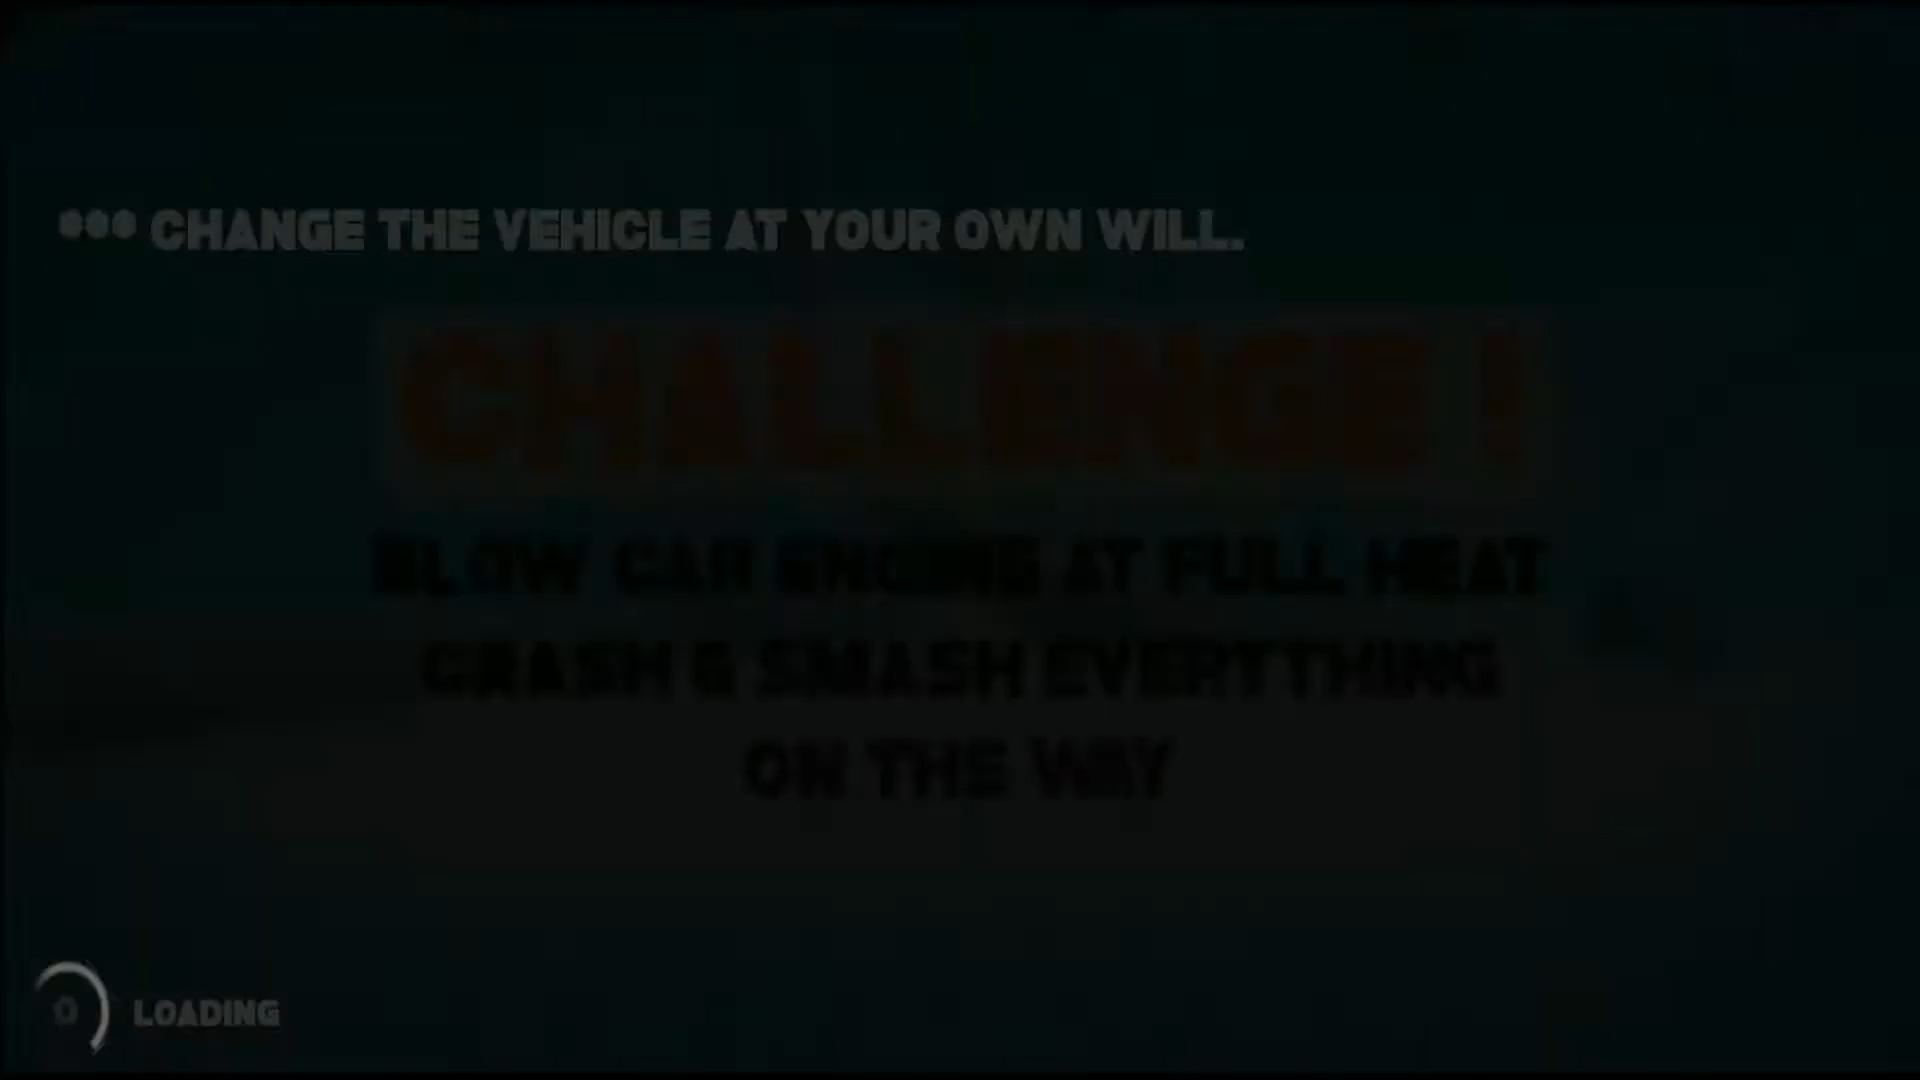 ●●● CHANGE THE VEHICLE AT YOUR OWN WILL.
CHALLENGE !
BLOW CAR ENGINE AT FULL HEAT
CRASH & SMASH EVERYTHING
ON THE WAY
0 LOADING